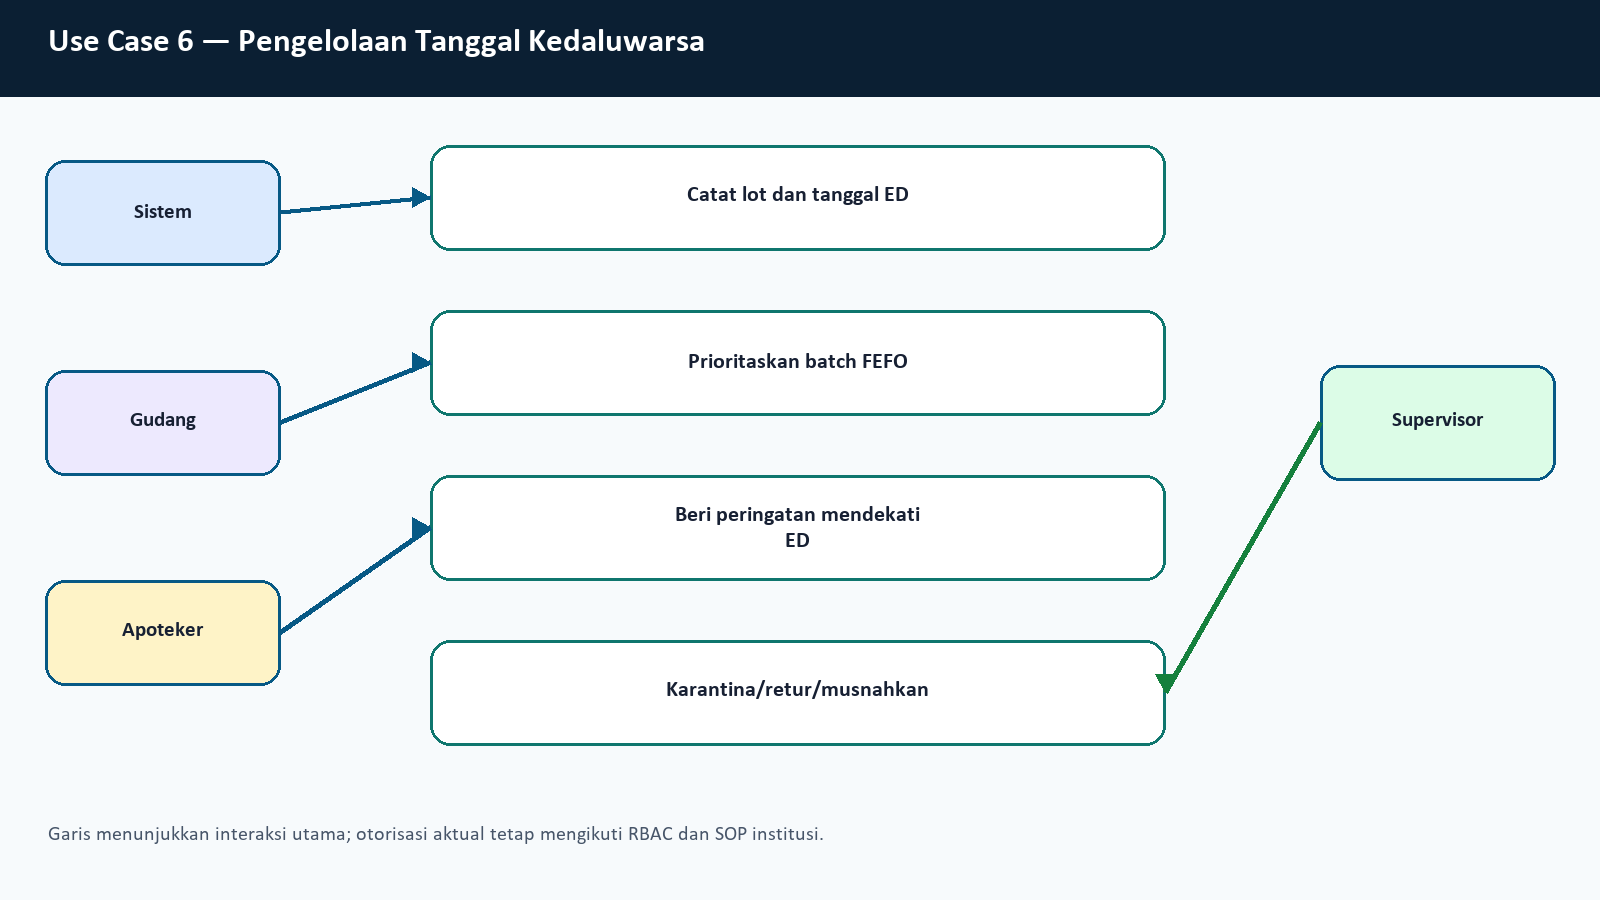 Use Case 6 — Pengelolaan Tanggal Kedaluwarsa
Sistem
Catat lot dan tanggal ED
Gudang
Prioritaskan batch FEFO
Apoteker
Beri peringatan mendekati
ED
Karantina/retur/musnahkan
Supervisor
Garis menunjukkan interaksi utama; otorisasi aktual tetap mengikuti RBAC dan SOP institusi.